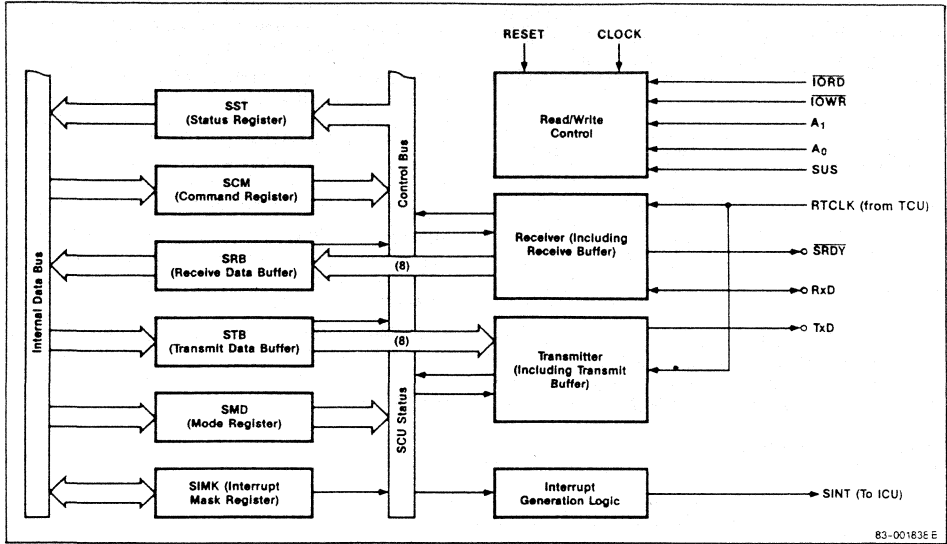 RESET
CLOCK
IORD
IOWR
A1
A0
SUS
Read/Write
Control
SST
(Status Register)
SCM
(Command Register)
SRB
(Receive Data Buffer)
STB
(Transmit Data Buffer)
SMD
(Mode Register)
SIMK (Interrupt
Mask Register)
Internal Data Bus
Control Bus
SCU Status
(8)
(8)
Receiver (Including
Receive Buffer)
Transmitter
(Including Transmit
Buffer)
Interrupt
Generation Logic
RTCLK (from TCU)
SRDY
RxD
TxD
SINT (To ICU)
83-001838 E